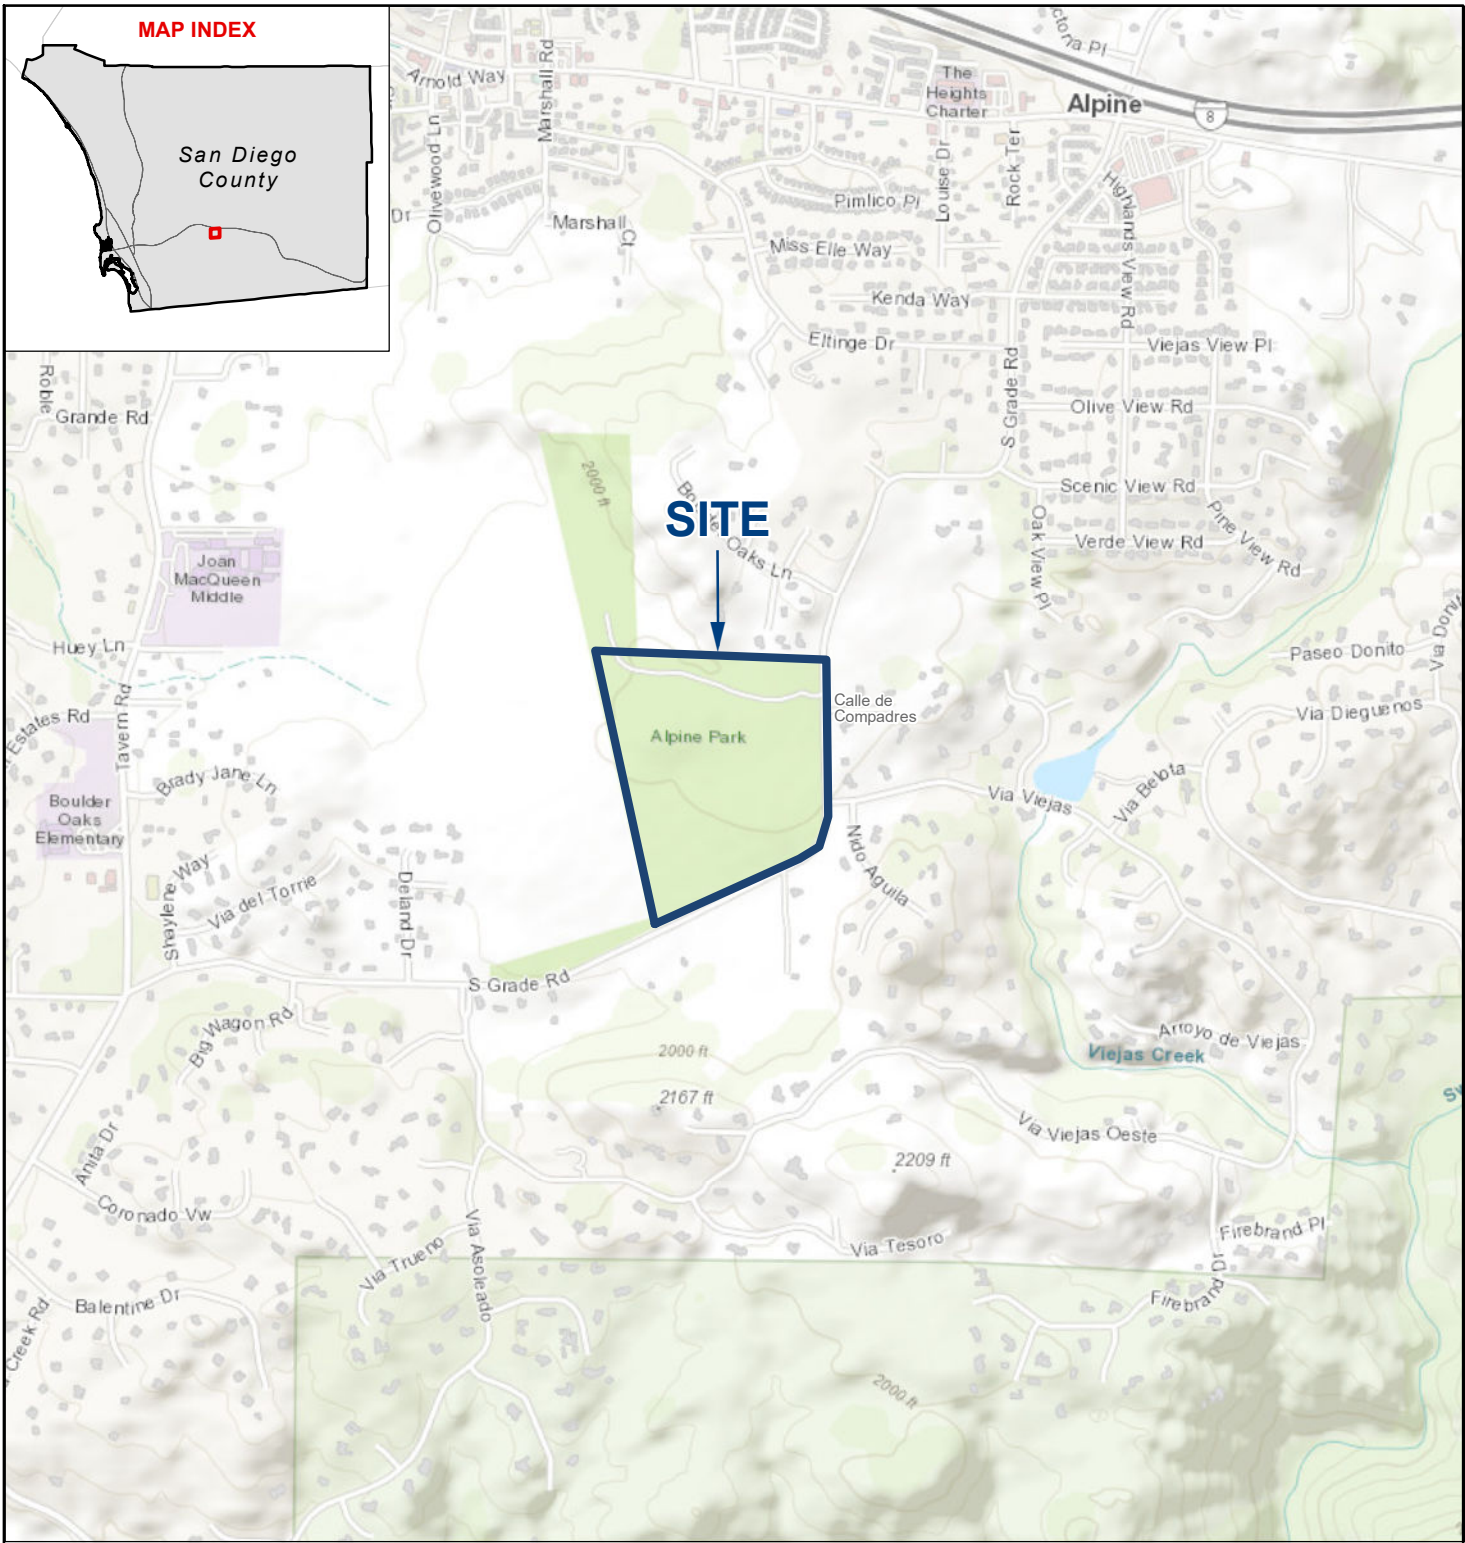 MAP INDEX
San Diego
County
Arnold Way
Marshall Rd
The
Heights
Charter
Alpine
8
Olivewood Ln
Louise Dr
Rock Ter
Highlands View Rd
Pimlico Pl
Dr
Marshall
Ct
Miss Elle Way
Kenda Way
Eltinge Dr
Viejas View Pl
Roble
Grande Rd
S Grade Rd
Olive View Rd
2000 ft
SITE
Oaks Ln
Scenic View Rd
Pine View Rd
Oak View Pl
Verde View Rd
Joan
MacQueen
Middle
Huey Ln
Paseo Donito
Tavern Rd
Estates Rd
Calle de
Compadres
Via Dieguenos
Alpine Park
Brady Jane Ln
Boulder
Oaks
Elementary
Via Viejas
Via Belota
Nido Aguila
Shaylene Way
Via del Torrie
Deland Dr
S Grade Rd
Big Wagon Rd
2000 ft
Arroyo de Viejas
Viejas Creek
2167 ft
Anita Dr
Via Viejas Oeste
2209 ft
Coronado Vw
Via Trueno
Via Asoleado
Via Tesoro
Firebrand Pl
Firebrand Dr
Balentine Dr
Creek Rd
2000 ft